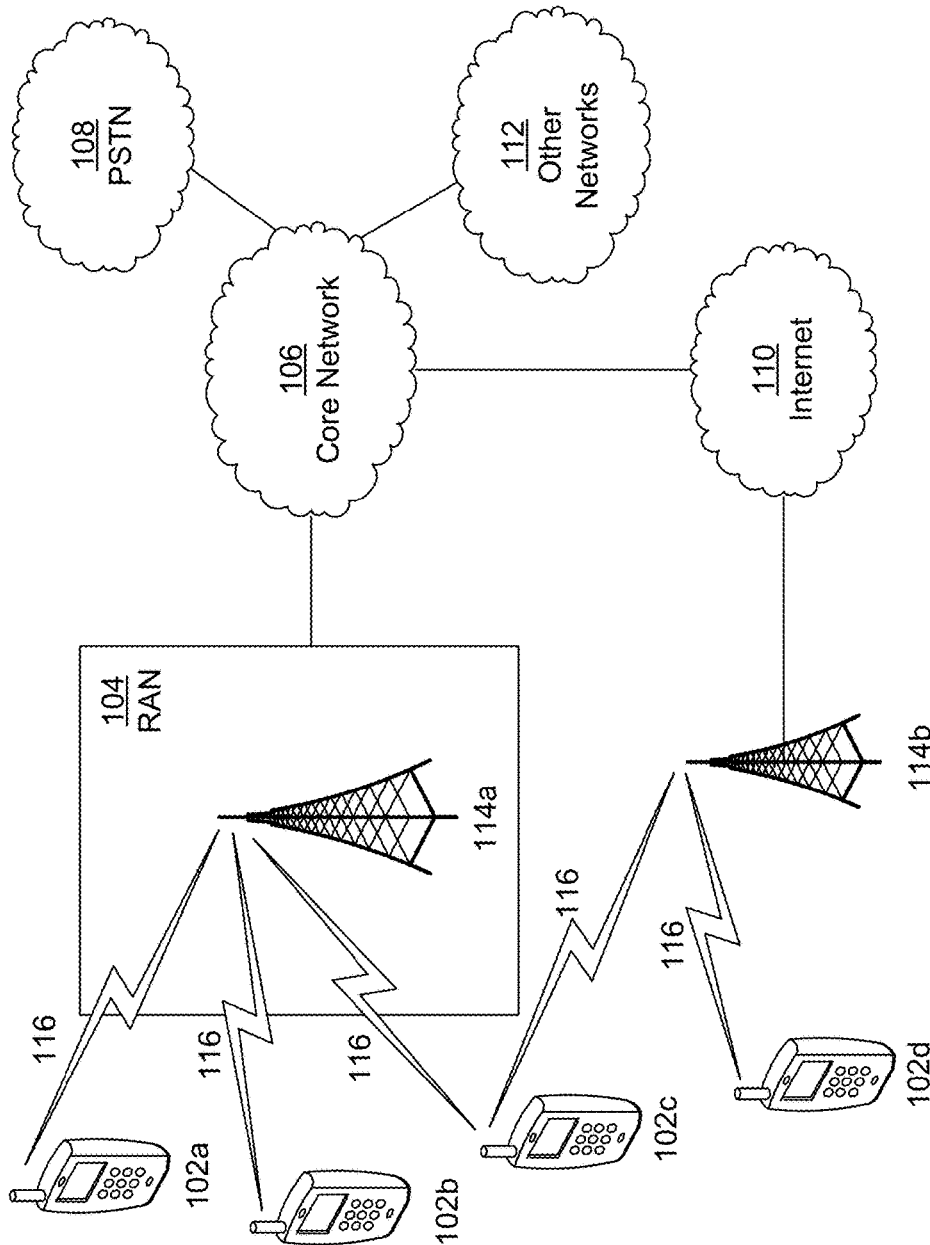 116
102a
116
102b
116
102c
116
116
102d
104
RAN
114a
114b
106
Core Network
108
PSTN
110
Internet
112
Other
Networks